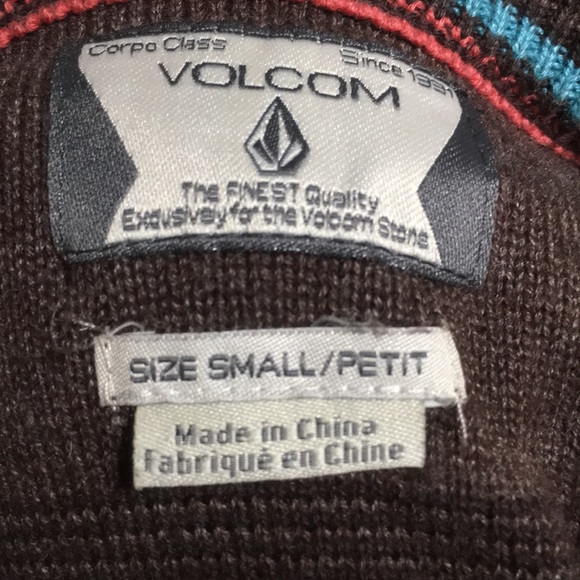 Corpo Class Since 1991
VOLCOM
The FINEST Quality
Exclusively for the Volcom Stone
SIZE SMALL/PETIT
Made in China
Fabriqué en Chine